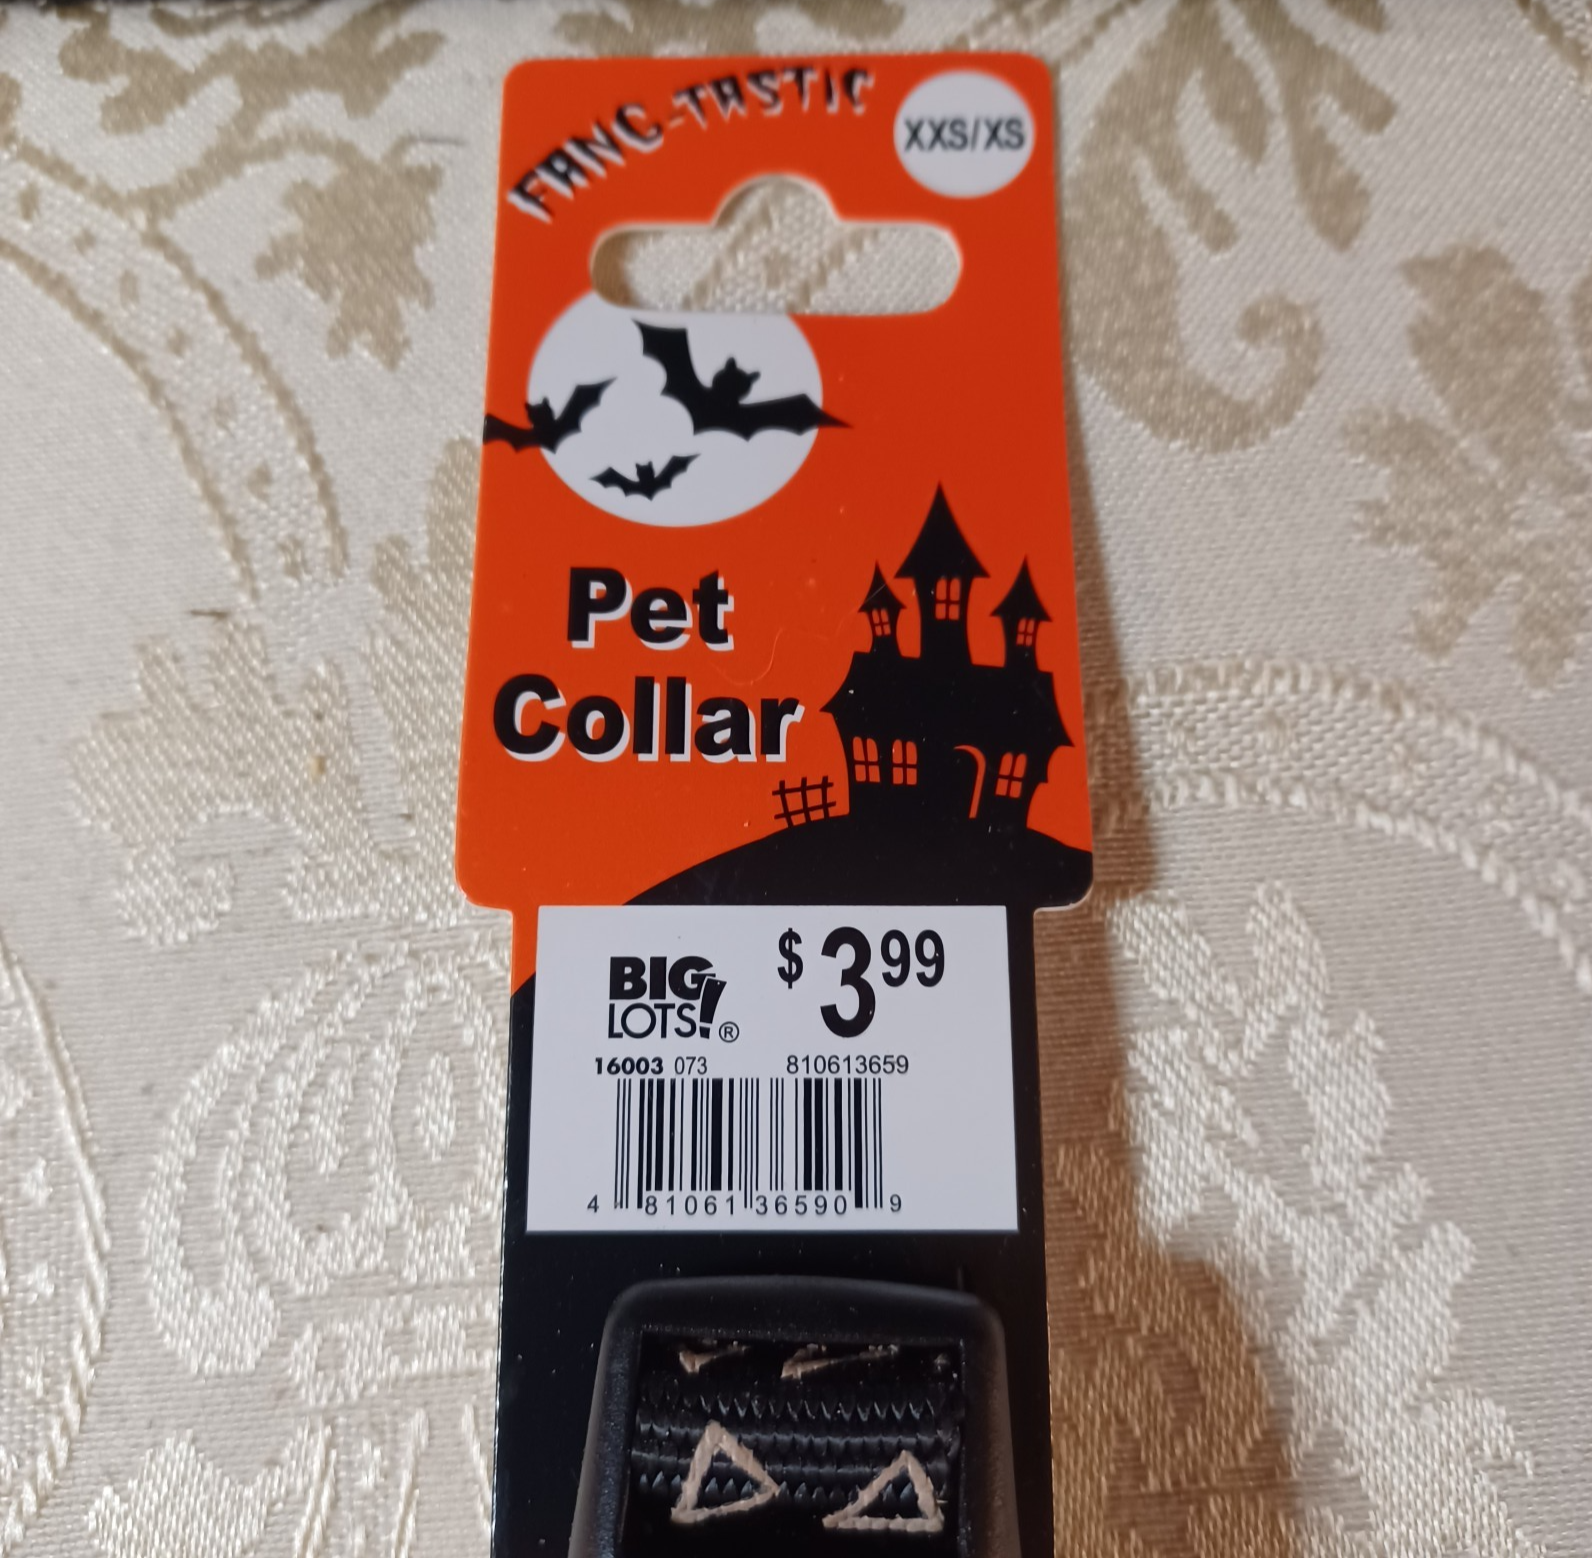 FANG-TASTIC
XXS/XS
Pet
Collar
BIG
LOTS!®
$3.99
16003 073 810613659
4 81061 36590 9